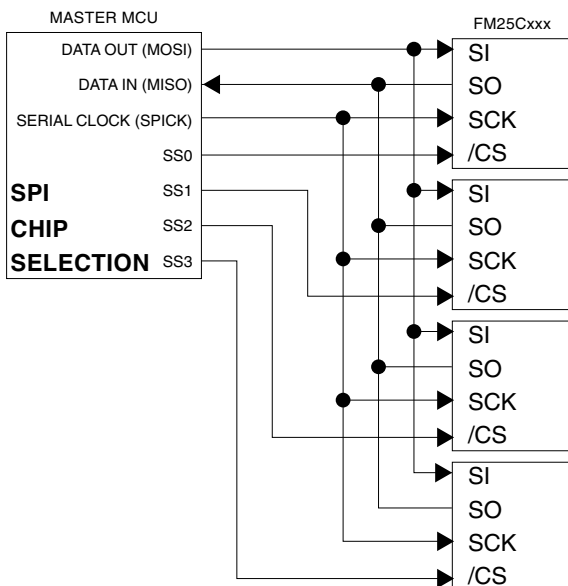 MASTER MCU
DATA OUT (MOSI)
DATA IN (MISO)
SERIAL CLOCK (SPICK)
SS0
SPI SS1
CHIP SS2
SELECTION SS3
FM25Cxxx
SI
SO
SCK
/CS
SI
SO
SCK
/CS
SI
SO
SCK
/CS
SI
SO
SCK
/CS